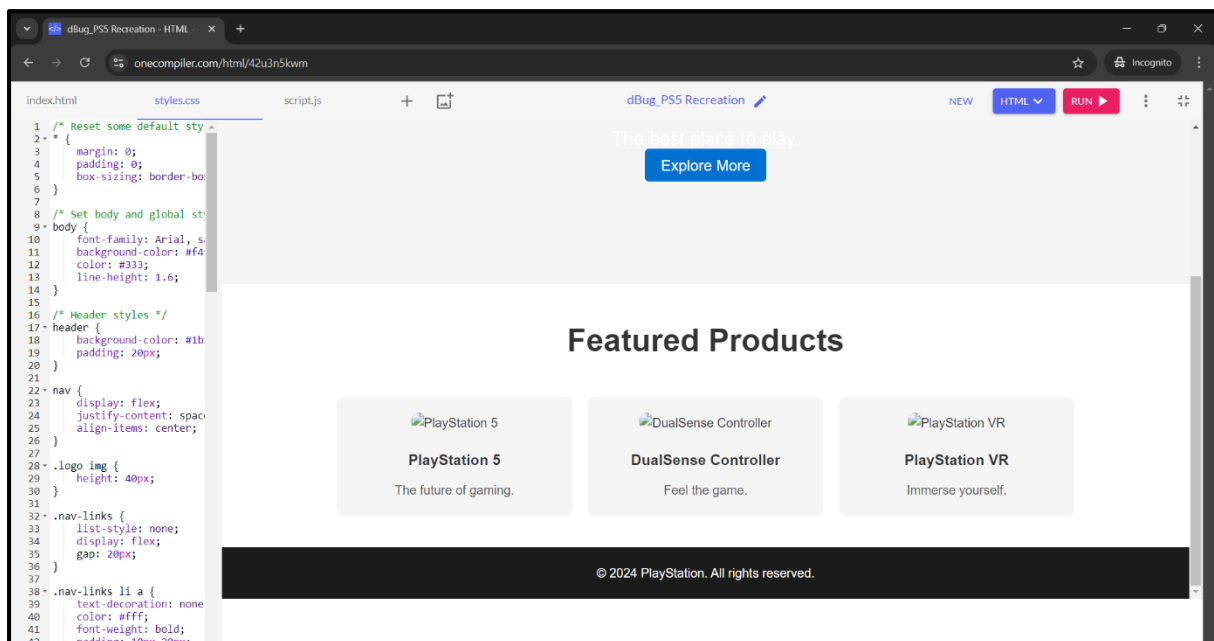 dBug_PS5 Recreation - HTML -
onecompiler.com/html/42u3n5kwm
Incognito
index.html
styles.css
script.js
dBug_PS5 Recreation
NEW
HTML
RUN
1 /* Reset some default sty
2 * {
3 margin: 0;
4 padding: 0;
5 box-sizing: border-bo
6 }
7
8 /* Set body and global st
9 body {
10 font-family: Arial, s
11 background-color: #f4
12 color: #333;
13 line-height: 1.6;
14 }
15
16 /* Header styles */
17 header {
18 background-color: #1b
19 padding: 20px;
20 }
21
22 nav {
23 display: flex;
24 justify-content: spac
25 align-items: center;
26 }
27
28 .logo img {
29 height: 40px;
30 }
31
32 .nav-links {
33 list-style: none;
34 display: flex;
35 gap: 20px;
36 }
37
38 .nav-links li a {
39 text-decoration: none
40 color: #fff;
41 font-weight: bold;
The best place to play.
Explore More
Featured Products
PlayStation 5
PlayStation 5
The future of gaming.
DualSense Controller
DualSense Controller
Feel the game.
PlayStation VR
PlayStation VR
Immerse yourself.
© 2024 PlayStation. All rights reserved.